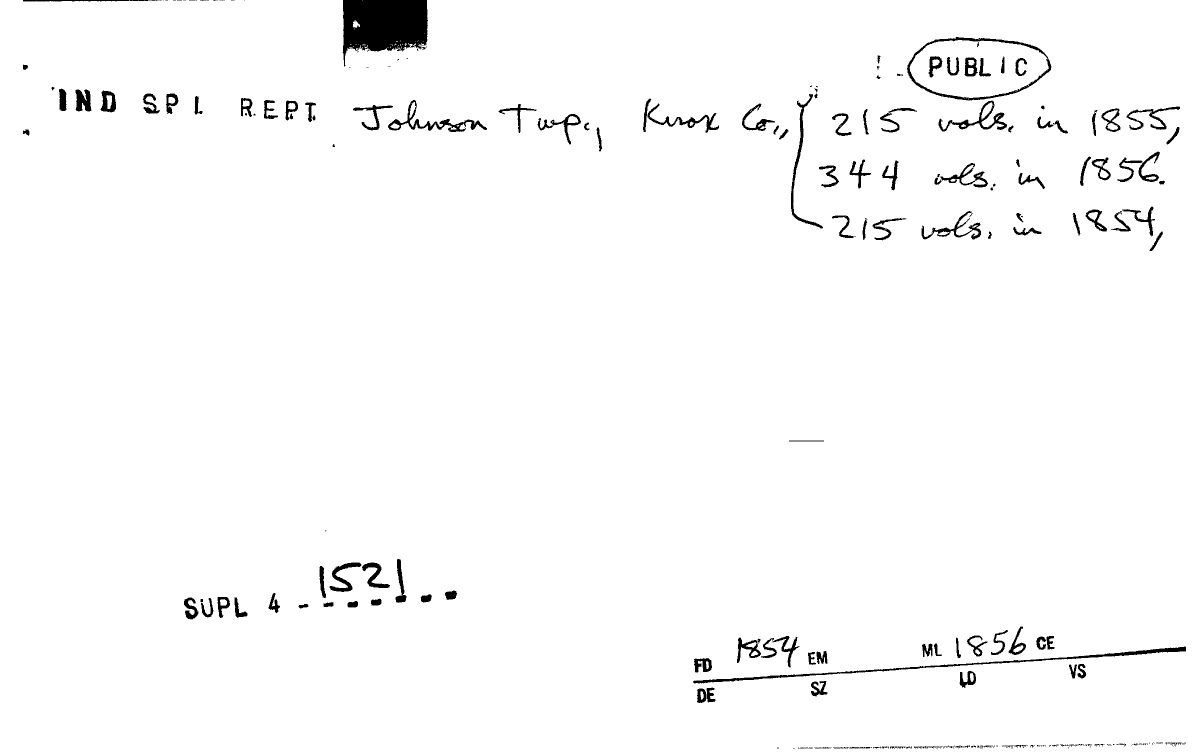 PUBLIC
IND SPL REPT Johnson Twp., Knox Co., 215 vols. in 1855,
344 vols. in 1856.
215 vols. in 1854,
SUPL 4 - 1521
FD 1854 EM ML 1856 CE
DE SZ LD VS